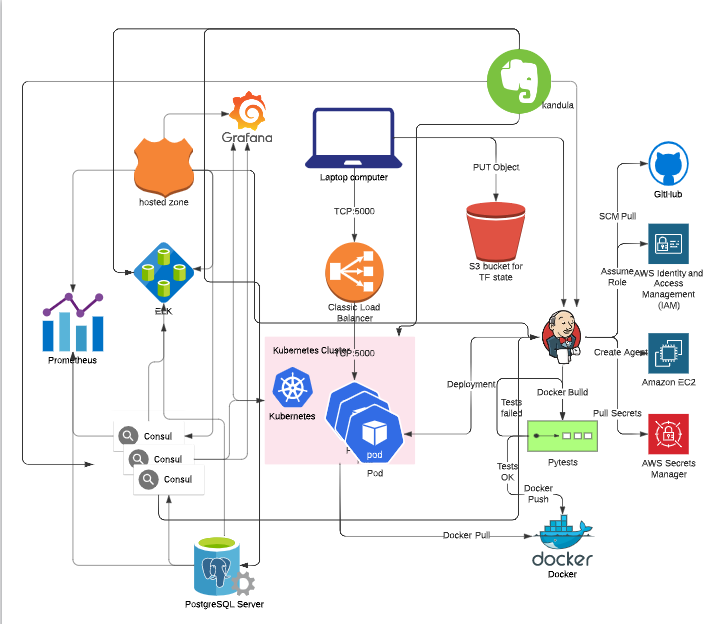 kandula
Grafana
Laptop computer
PUT Object
GitHub
hosted zone
TCP:5000
SCM Pull
S3 bucket for
TF state
Assume
Role
AWS Identity and
Access
Management
(IAM)
ELK
Classic Load
Balancer
Prometheus
Kubernetes Cluster
TCP:5000
Create Agent
Amazon EC2
Kubernetes
Deployment
Docker Build
Tests
failed
Pull Secrets
Consul
Consul
Consul
pod
Pod
Pytests
AWS Secrets
Manager
Tests
OK
Docker
Push
Docker Pull
docker
Docker
PostgreSQL Server